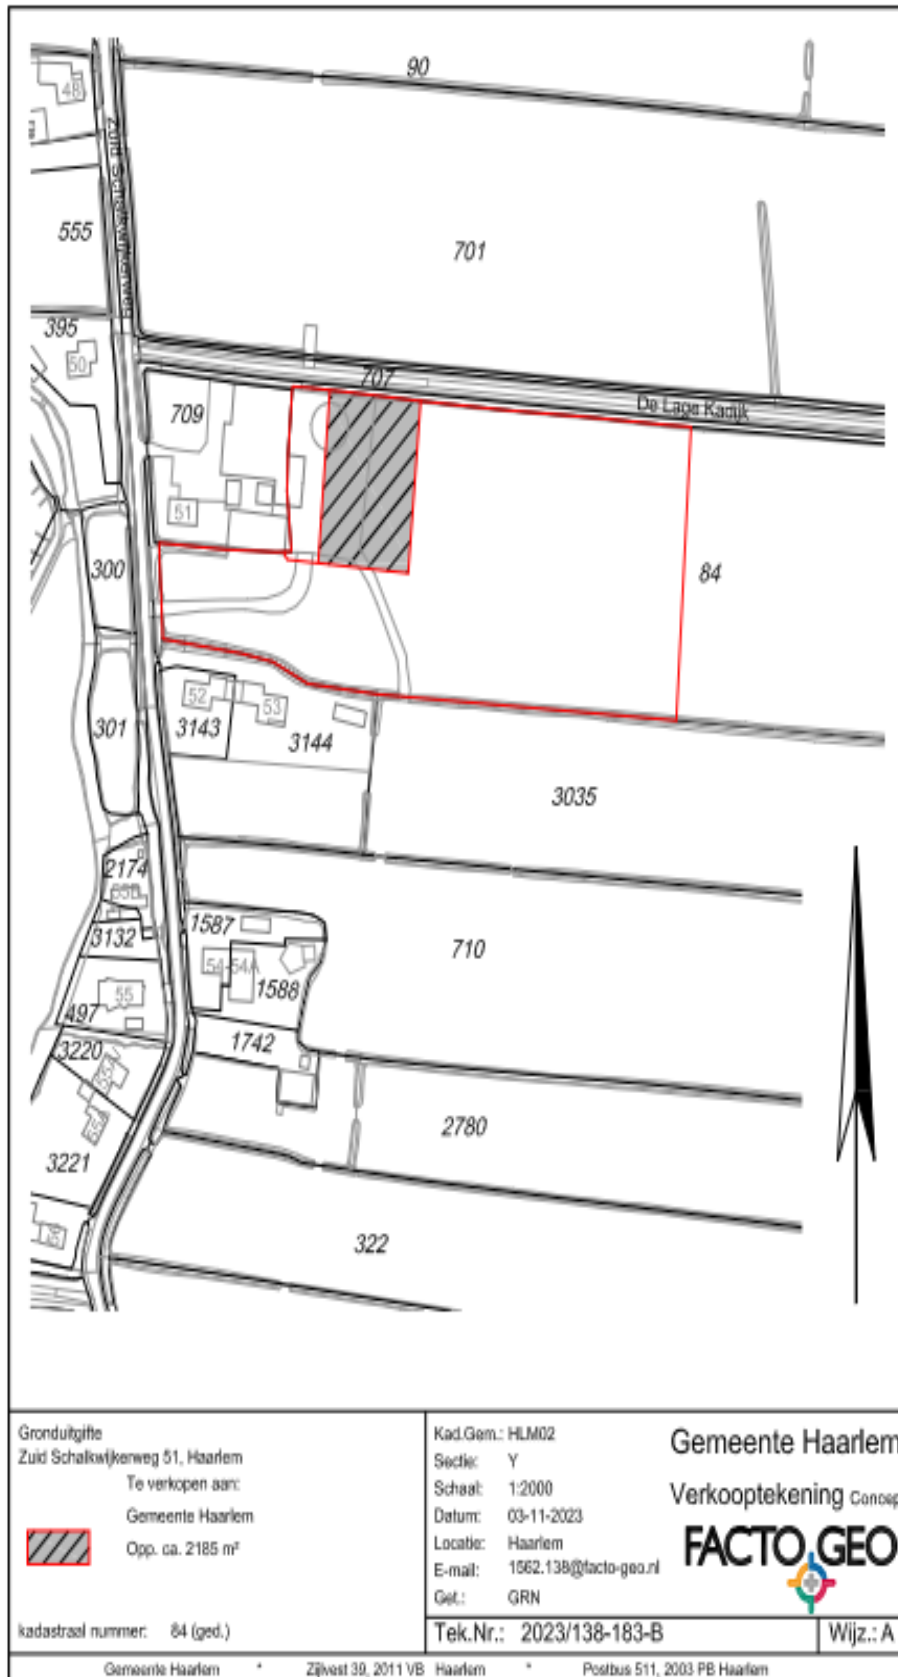 90
48
Zuid Schalkwijkerweg
555
701
395
50
707
De Lage Kadijk
709
51
300
84
52
53
301
3143
3144
3035
2174
55B
3132
1587
54-54A
710
1588
55
497
3220
1742
55A
2780
3221
322
Gronduitgifte
Zuid Schalkwijkerweg 51, Haarlem
Te verkopen aan:
Gemeente Haarlem
Opp. ca. 2185 m²
kadastraal nummer: 84 (ged.)
Kad.Gem.: HLM02
Sectie: Y
Schaal: 1:2000
Datum: 03-11-2023
Locatie: Haarlem
E-mail: 1562.138@facto-geo.nl
Get.: GRN
Gemeente Haarlem
Verkooptekening Concep
FACTO GEO
Tek.Nr.: 2023/138-183-B
Wijz.: A
Gemeente Haarlem * Zijlvest 39, 2011 VB Haarlem * Postbus 511, 2003 PB Haarlem